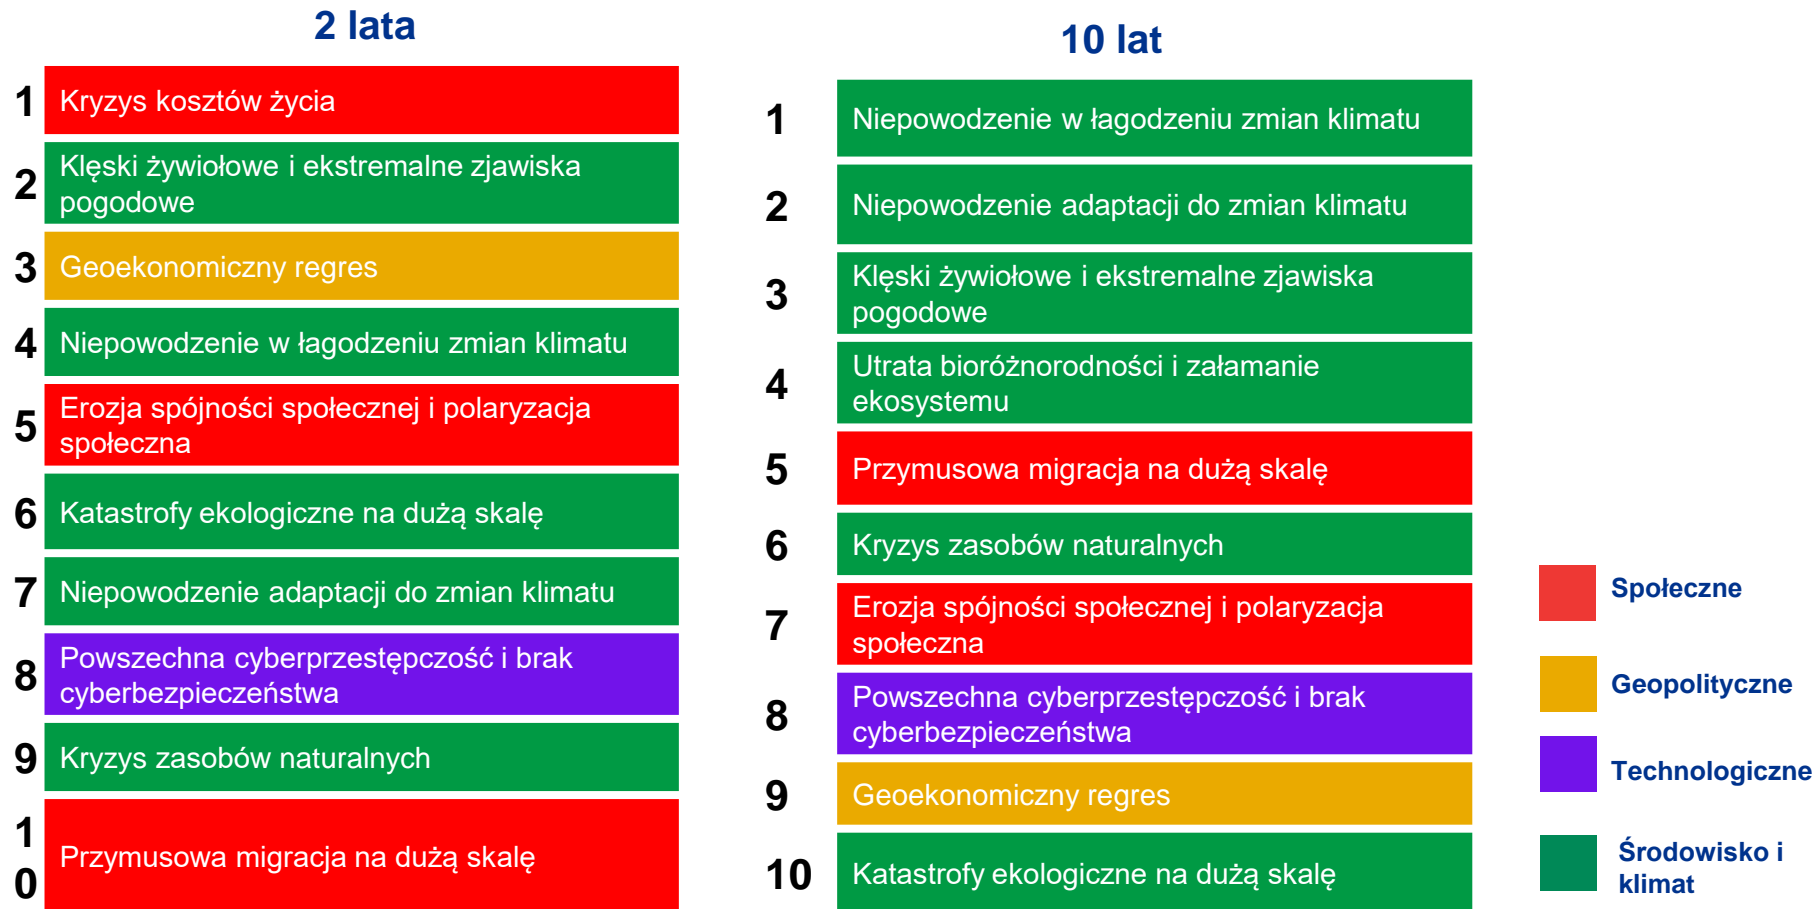 2 lata
1
Kryzys kosztów życia
2
Klęski żywiołowe i ekstremalne zjawiska
pogodowe
3
Geoekonomiczny regres
4
Niepowodzenie w łagodzeniu zmian klimatu
5
Erozja spójności społecznej i polaryzacja
społeczna
6
Katastrofy ekologiczne na dużą skalę
7
Niepowodzenie adaptacji do zmian klimatu
8
Powszechna cyberprzestępczość i brak
cyberbezpieczeństwa
9
Kryzys zasobów naturalnych
1
0
Przymusowa migracja na dużą skalę
10 lat
1
Niepowodzenie w łagodzeniu zmian klimatu
2
Niepowodzenie adaptacji do zmian klimatu
3
Klęski żywiołowe i ekstremalne zjawiska
pogodowe
4
Utrata bioróżnorodności i załamanie
ekosystemu
5
Przymusowa migracja na dużą skalę
6
Kryzys zasobów naturalnych
7
Erozja spójności społecznej i polaryzacja
społeczna
8
Powszechna cyberprzestępczość i brak
cyberbezpieczeństwa
9
Geoekonomiczny regres
10
Katastrofy ekologiczne na dużą skalę
Społeczne
Geopolityczne
Technologiczne
Środowisko i
klimat